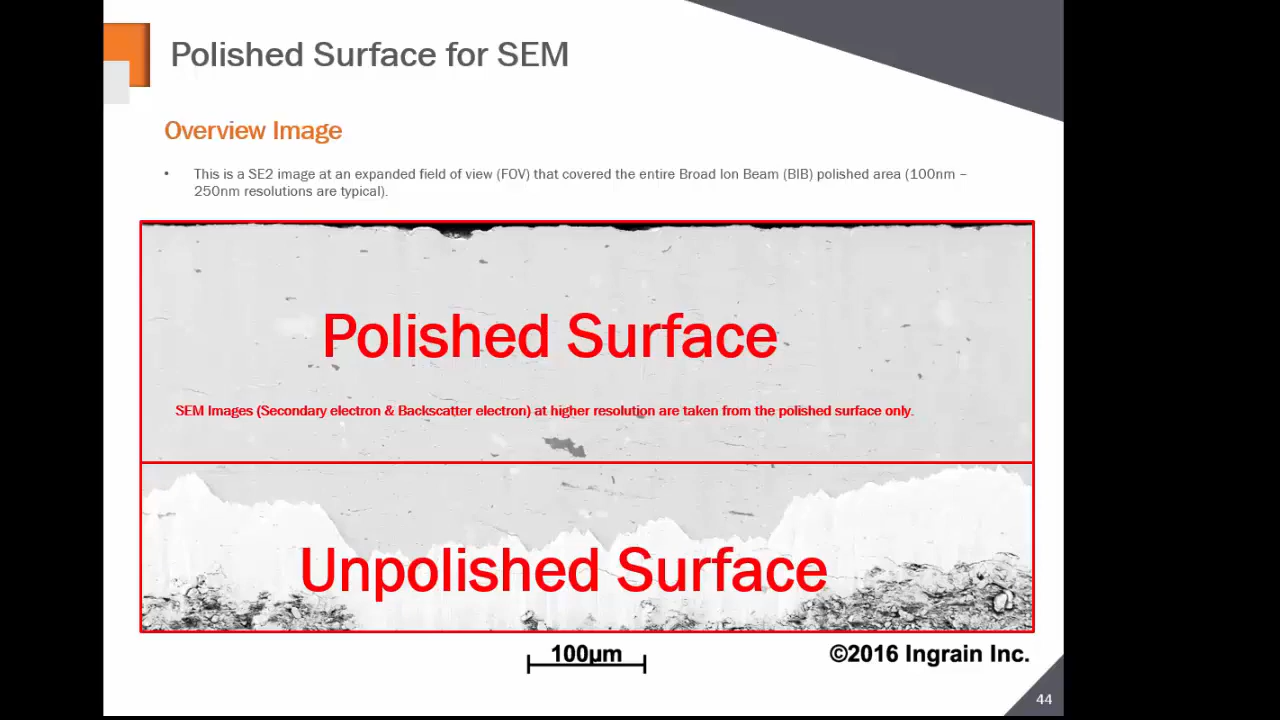 Polished Surface for SEM
Overview Image
• This is a SE2 image at an expanded field of view (FOV) that covered the entire Broad Ion Beam (BIB) polished area (100nm –
250nm resolutions are typical).
Polished Surface
SEM Images (Secondary electron & Backscatter electron) at higher resolution are taken from the polished surface only.
Unpolished Surface
100µm
©2016 Ingrain Inc.
44